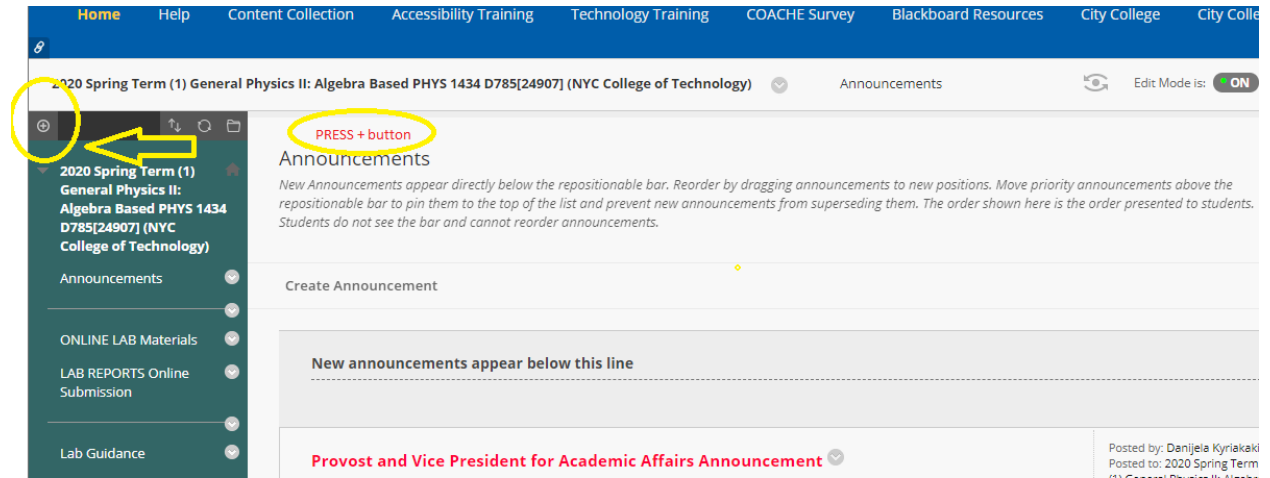 Home Help Content Collection Accessibility Training Technology Training COACHE Survey Blackboard Resources City College City Colle
2020 Spring Term (1) General Physics II: Algebra Based PHYS 1434 D785[24907] (NYC College of Technology) Announcements Edit Mode is: ON
PRESS + button
Announcements
New Announcements appear directly below the repositionable bar. Reorder by dragging announcements to new positions. Move priority announcements above the
repositionable bar to pin them to the top of the list and prevent new announcements from superseding them. The order shown here is the order presented to students.
Students do not see the bar and cannot reorder announcements.
2020 Spring Term (1)
General Physics II:
Algebra Based PHYS 1434
D785[24907] (NYC
College of Technology)
Announcements
ONLINE LAB Materials
LAB REPORTS Online
Submission
Lab Guidance
Create Announcement
New announcements appear below this line
Provost and Vice President for Academic Affairs Announcement
Posted by: Danijela Kyriakaki
Posted to: 2020 Spring Term